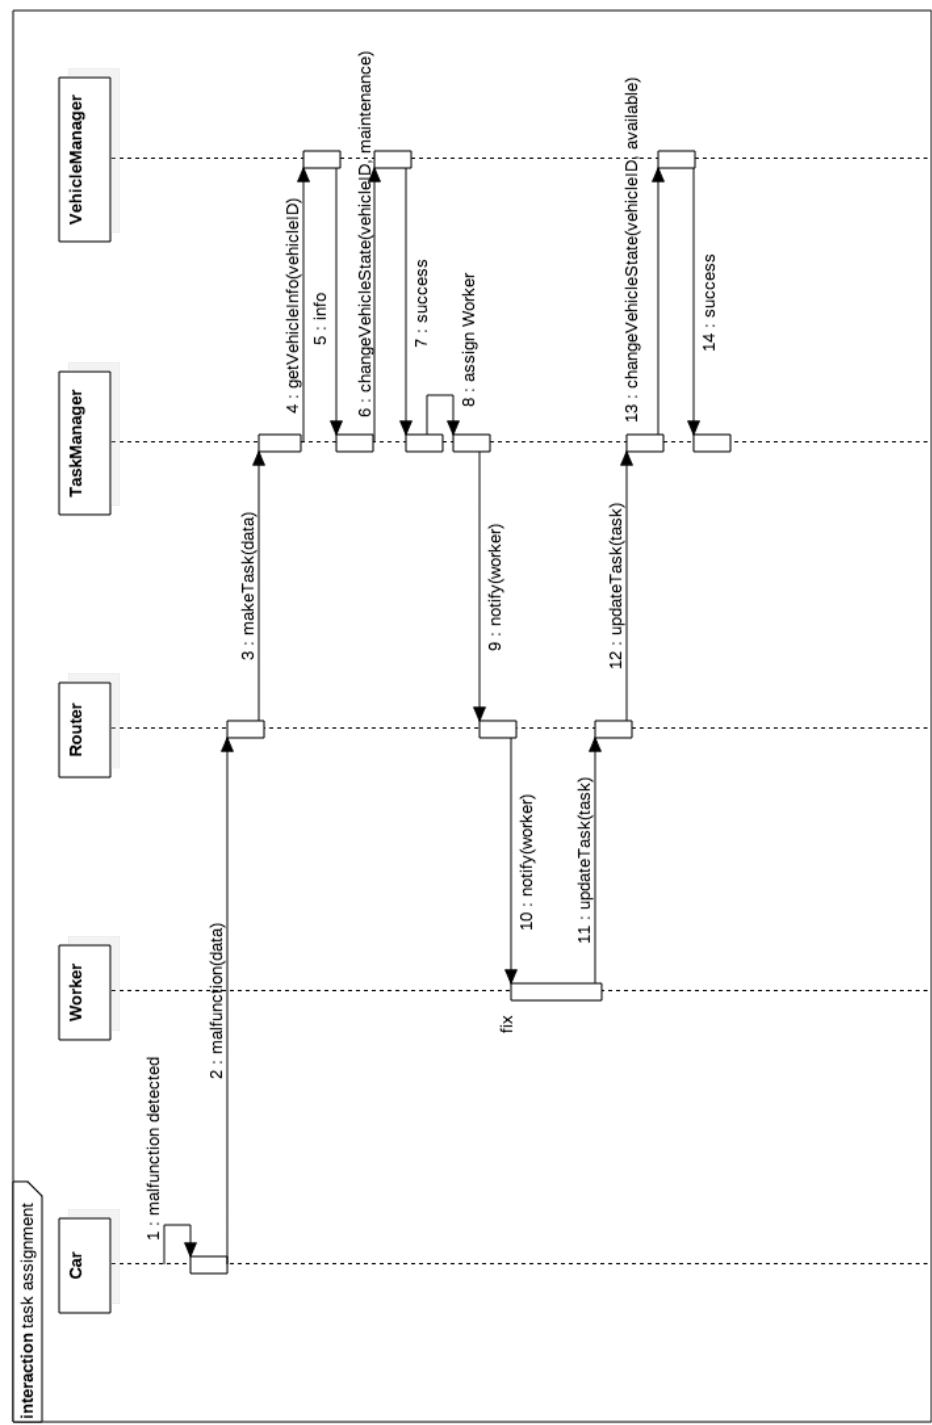 interaction task assignment
Car
Worker
Router
TaskManager
VehicleManager
1 : malfunction detected
2 : malfunction(data)
3 : makeTask(data)
4 : getVehicleInfo(vehicleID)
5 : info
6 : changeVehicleState(vehicleID, maintenance)
7 : success
8 : assign Worker
9 : notify(worker)
10 : notify(worker)
fix
11 : updateTask(task)
12 : updateTask(task)
13 : changeVehicleState(vehicleID, available)
14 : success